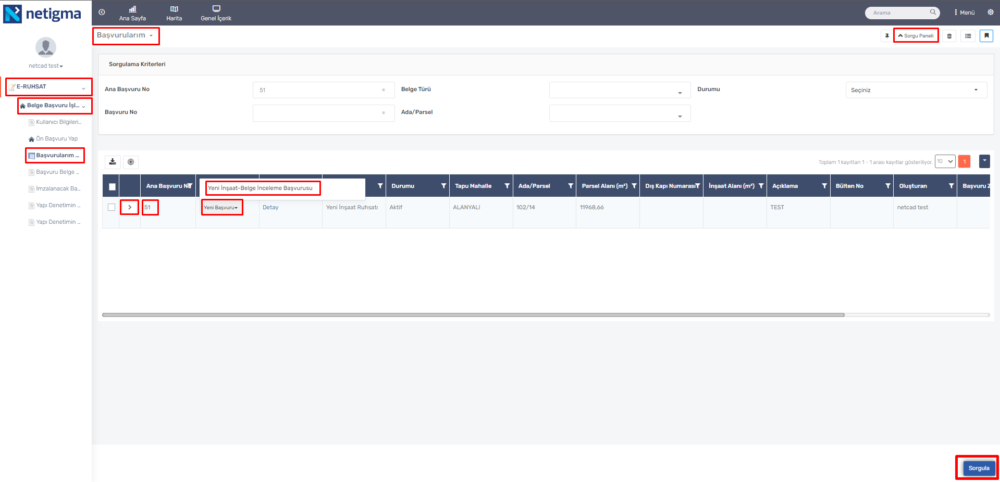 netigma
Ana Sayfa
Harita
Genel İçerik
Arama
Menü
netcad test
E-RUHSAT
Belge Başvuru İşl...
Kullanıcı Bilgileri...
Ön Başvuru Yap
Başvurularım ...
Başvuru Belge ...
İmzalanacak Ba...
Yapı Denetimin ...
Yapı Denetimin ...
Başvurularım
Sorgu Paneli
Sorgulama Kriterleri
Ana Başvuru No 51 = Belge Türü Durumu Seçiniz
Başvuru No = Ada/Parsel
Toplam 1 kayıttan 1 - 1 arası kayıtlar gösteriliyor. 10 1
Ana Başvuru Durumu Tapu Mahalle Ada/Parsel Parsel Alanı (m²) Dış Kapı Numarası İnşaat Alanı (m²) Açıklama Bülten No Oluşturan Başvuru
Yeni İnşaat-Belge İnceleme Başvurusu
51 Yeni Başvuru Detay Yeni İnşaat Ruhsatı Aktif ALANYALI 102/14 11968,66 TEST netcad test
Sorgula